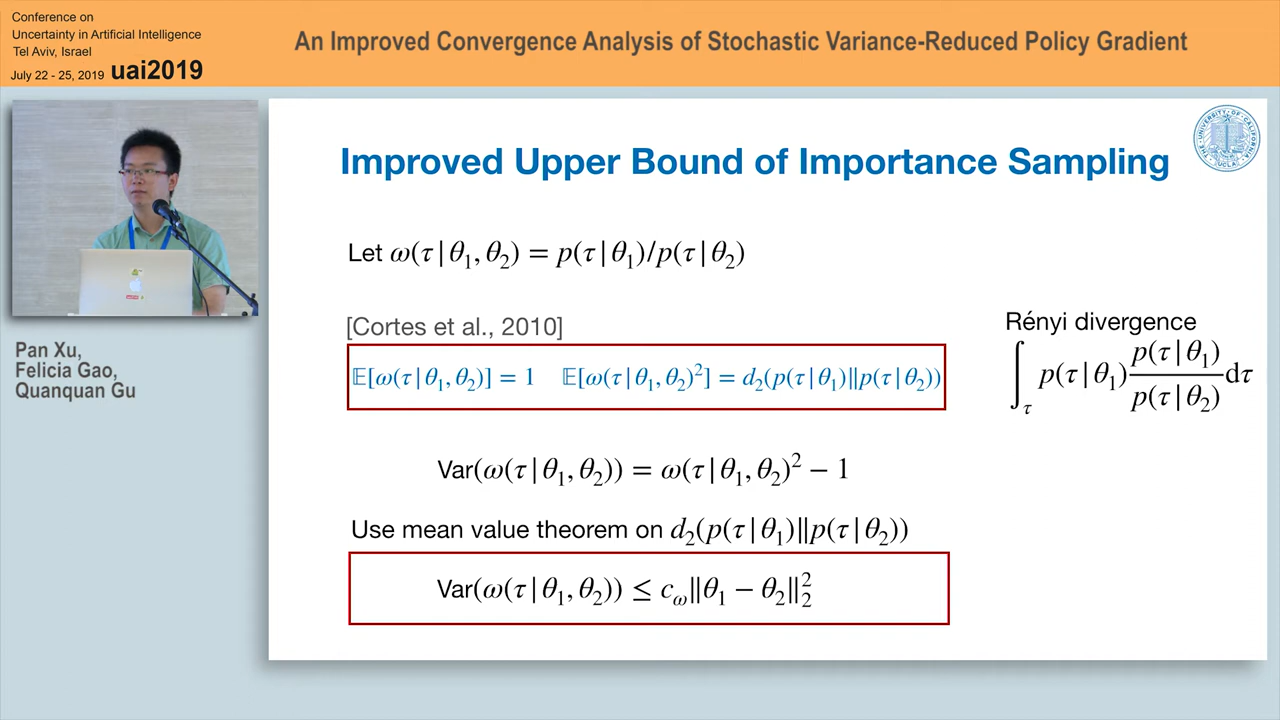 Conference on
Uncertainty in Artificial Intelligence
Tel Aviv, Israel
July 22 - 25, 2019 uai2019
An Improved Convergence Analysis of Stochastic Variance-Reduced Policy Gradient
Pan Xu,
Felicia Gao,
Quanquan Gu
Improved Upper Bound of Importance Sampling
Let ω(τ|θ₁, θ₂) = p(τ|θ₁)/p(τ|θ₂)
[Cortes et al., 2010]
𝔼[ω(τ|θ₁, θ₂)] = 1 𝔼[ω(τ|θ₁, θ₂)²] = d₂(p(τ|θ₁)||p(τ|θ₂))
Rényi divergence
∫_τ p(τ|θ₁) p(τ|θ₁)/p(τ|θ₂) dτ
Var(ω(τ|θ₁, θ₂)) = ω(τ|θ₁, θ₂)² − 1
Use mean value theorem on d₂(p(τ|θ₁)||p(τ|θ₂))
Var(ω(τ|θ₁, θ₂)) ≤ c_ω||θ₁ − θ₂||₂²